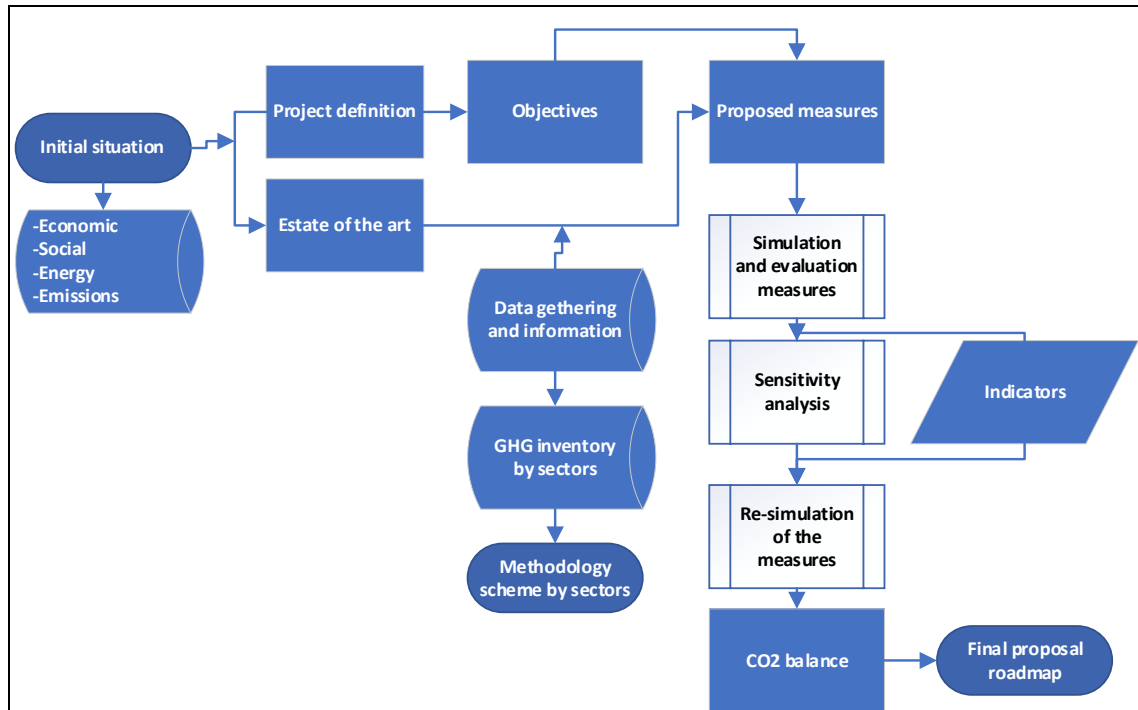 Project definition
Objectives
Proposed measures
Initial situation
-Economic
-Social
-Energy
-Emissions
Estate of the art
Simulation
and evaluation
measures
Data gethering
and information
Sensitivity
analysis
Indicators
GHG inventory
by sectors
Re-simulation
of the
measures
Methodology
scheme by sectors
CO2 balance
Final proposal
roadmap